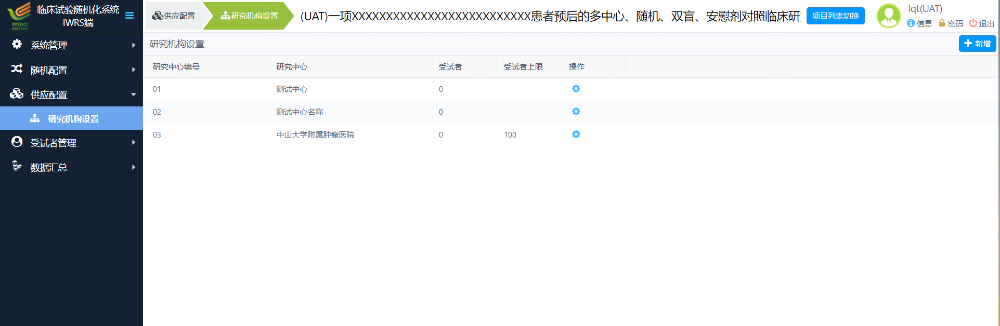 临床试验随机化系统
IWRS端
SYSUCC
SINCE 1964
系统管理
随机配置
供应配置
研究机构设置
受试者管理
数据汇总
供应配置
研究机构设置
(UAT)一项XXXXXXXXXXXXXXXXXXXXXXXXXX患者预后的多中心、随机、双盲、安慰剂对照临床研
项目列表切换
lqt(UAT)
信息 密码 退出
研究机构设置
新增
研究中心编号 研究中心 受试者 受试者上限 操作
01 测试中心 0
02 测试中心名称 0
03 中山大学附属肿瘤医院 0 100